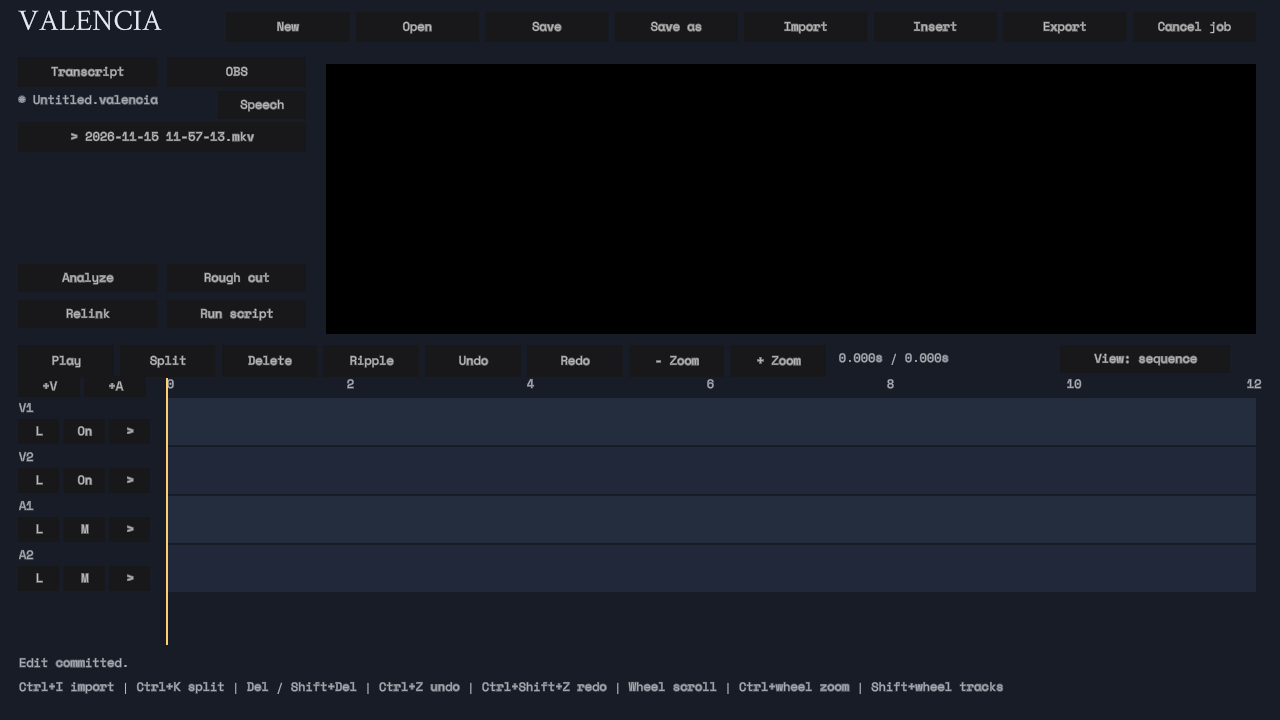 VALENCIA
New Open Save Save as Import Insert Export Cancel job
Transcript OBS
Untitled.valencia
Speech
> 2026-11-15 11-57-13.mkv
Analyze Rough cut
Relink Run script
Play Split Delete Ripple Undo Redo - Zoom + Zoom 0.000s / 0.000s View: sequence
+V +A 0 2 4 6 8 10 12
V1
L On >
V2
L On >
A1
L M >
A2
L M >
Edit committed.
Ctrl+I import | Ctrl+K split | Del / Shift+Del | Ctrl+Z undo | Ctrl+Shift+Z redo | Wheel scroll | Ctrl+wheel zoom | Shift+wheel tracks